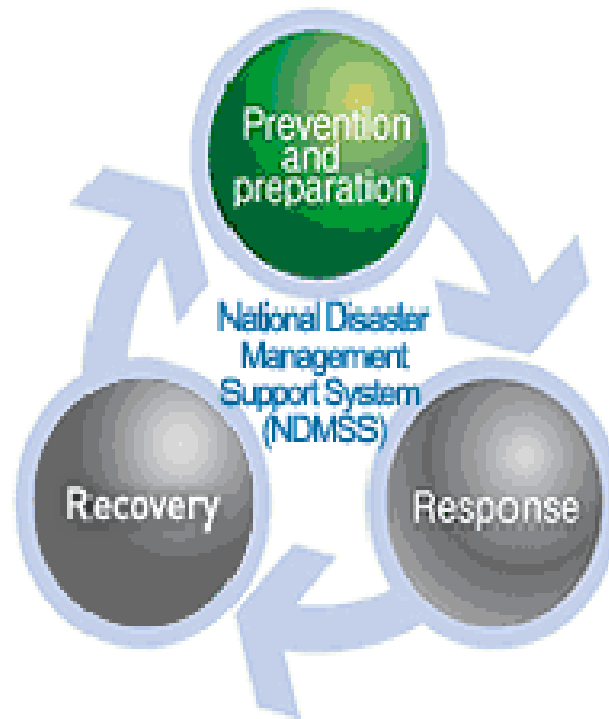 Prevention
and
preparation
National Disaster
Management
Support System
(NDMSS)
Recovery
Response